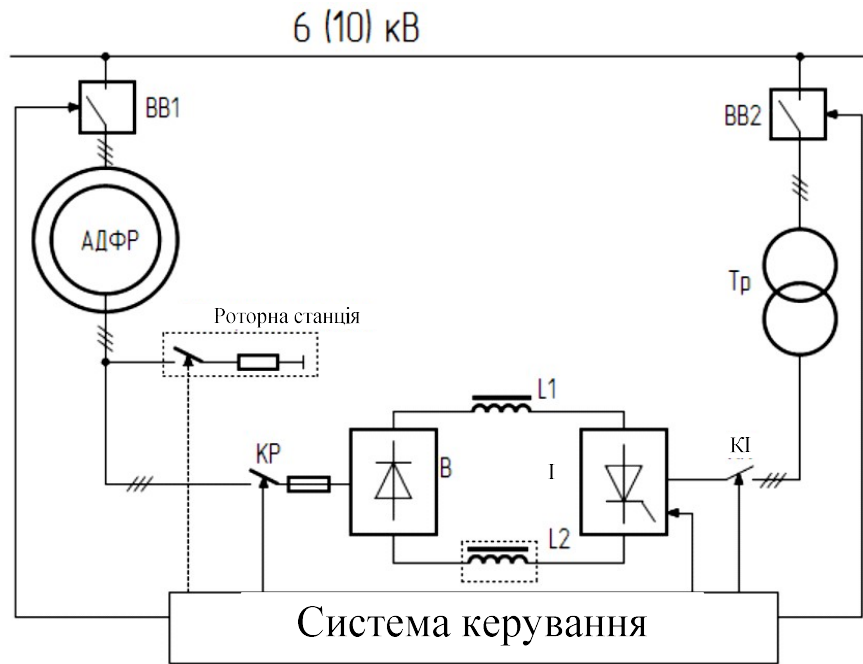 6 (10) кВ
ВВ1
ВВ2
АДФР
Тр
Роторна станція
L1
КР
В
І
КІ
L2
Система керування